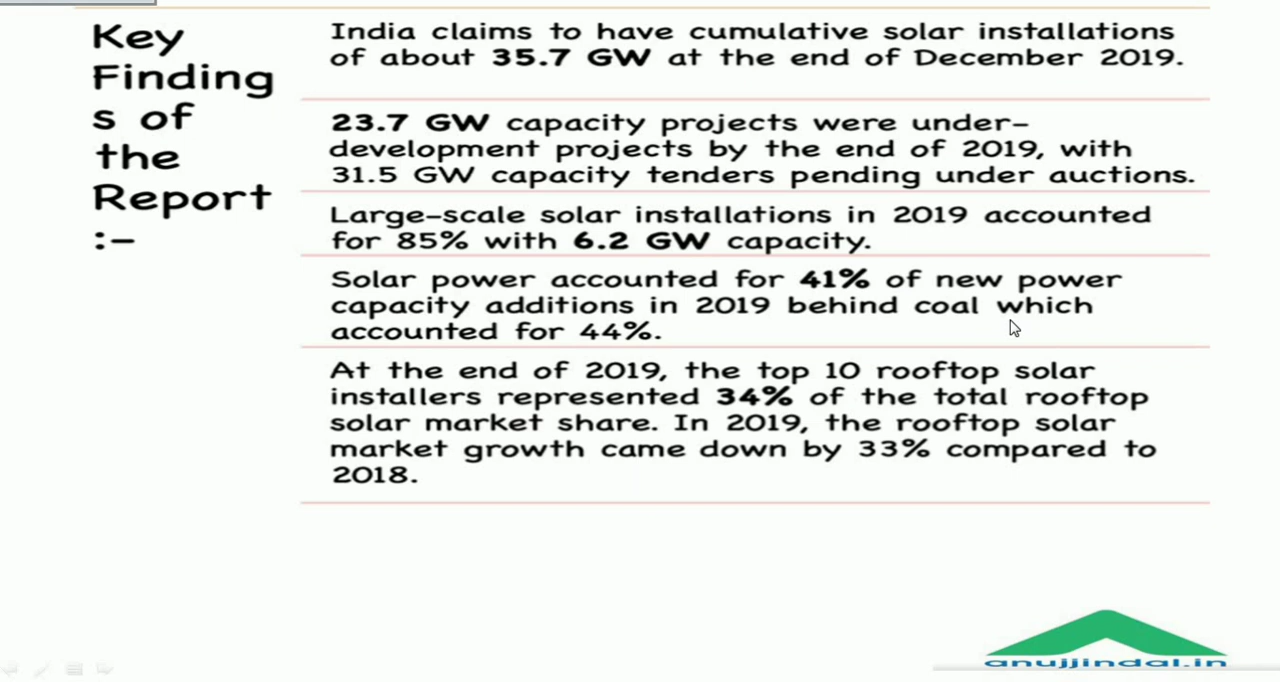 Key
Finding
s of
the
Report
:-
India claims to have cumulative solar installations
of about 35.7 GW at the end of December 2019.
23.7 GW capacity projects were under-
development projects by the end of 2019, with
31.5 GW capacity tenders pending under auctions.
Large-scale solar installations in 2019 accounted
for 85% with 6.2 GW capacity.
Solar power accounted for 41% of new power
capacity additions in 2019 behind coal which
accounted for 44%.
At the end of 2019, the top 10 rooftop solar
installers represented 34% of the total rooftop
solar market share. In 2019, the rooftop solar
market growth came down by 33% compared to
2018.
anujjindal.in